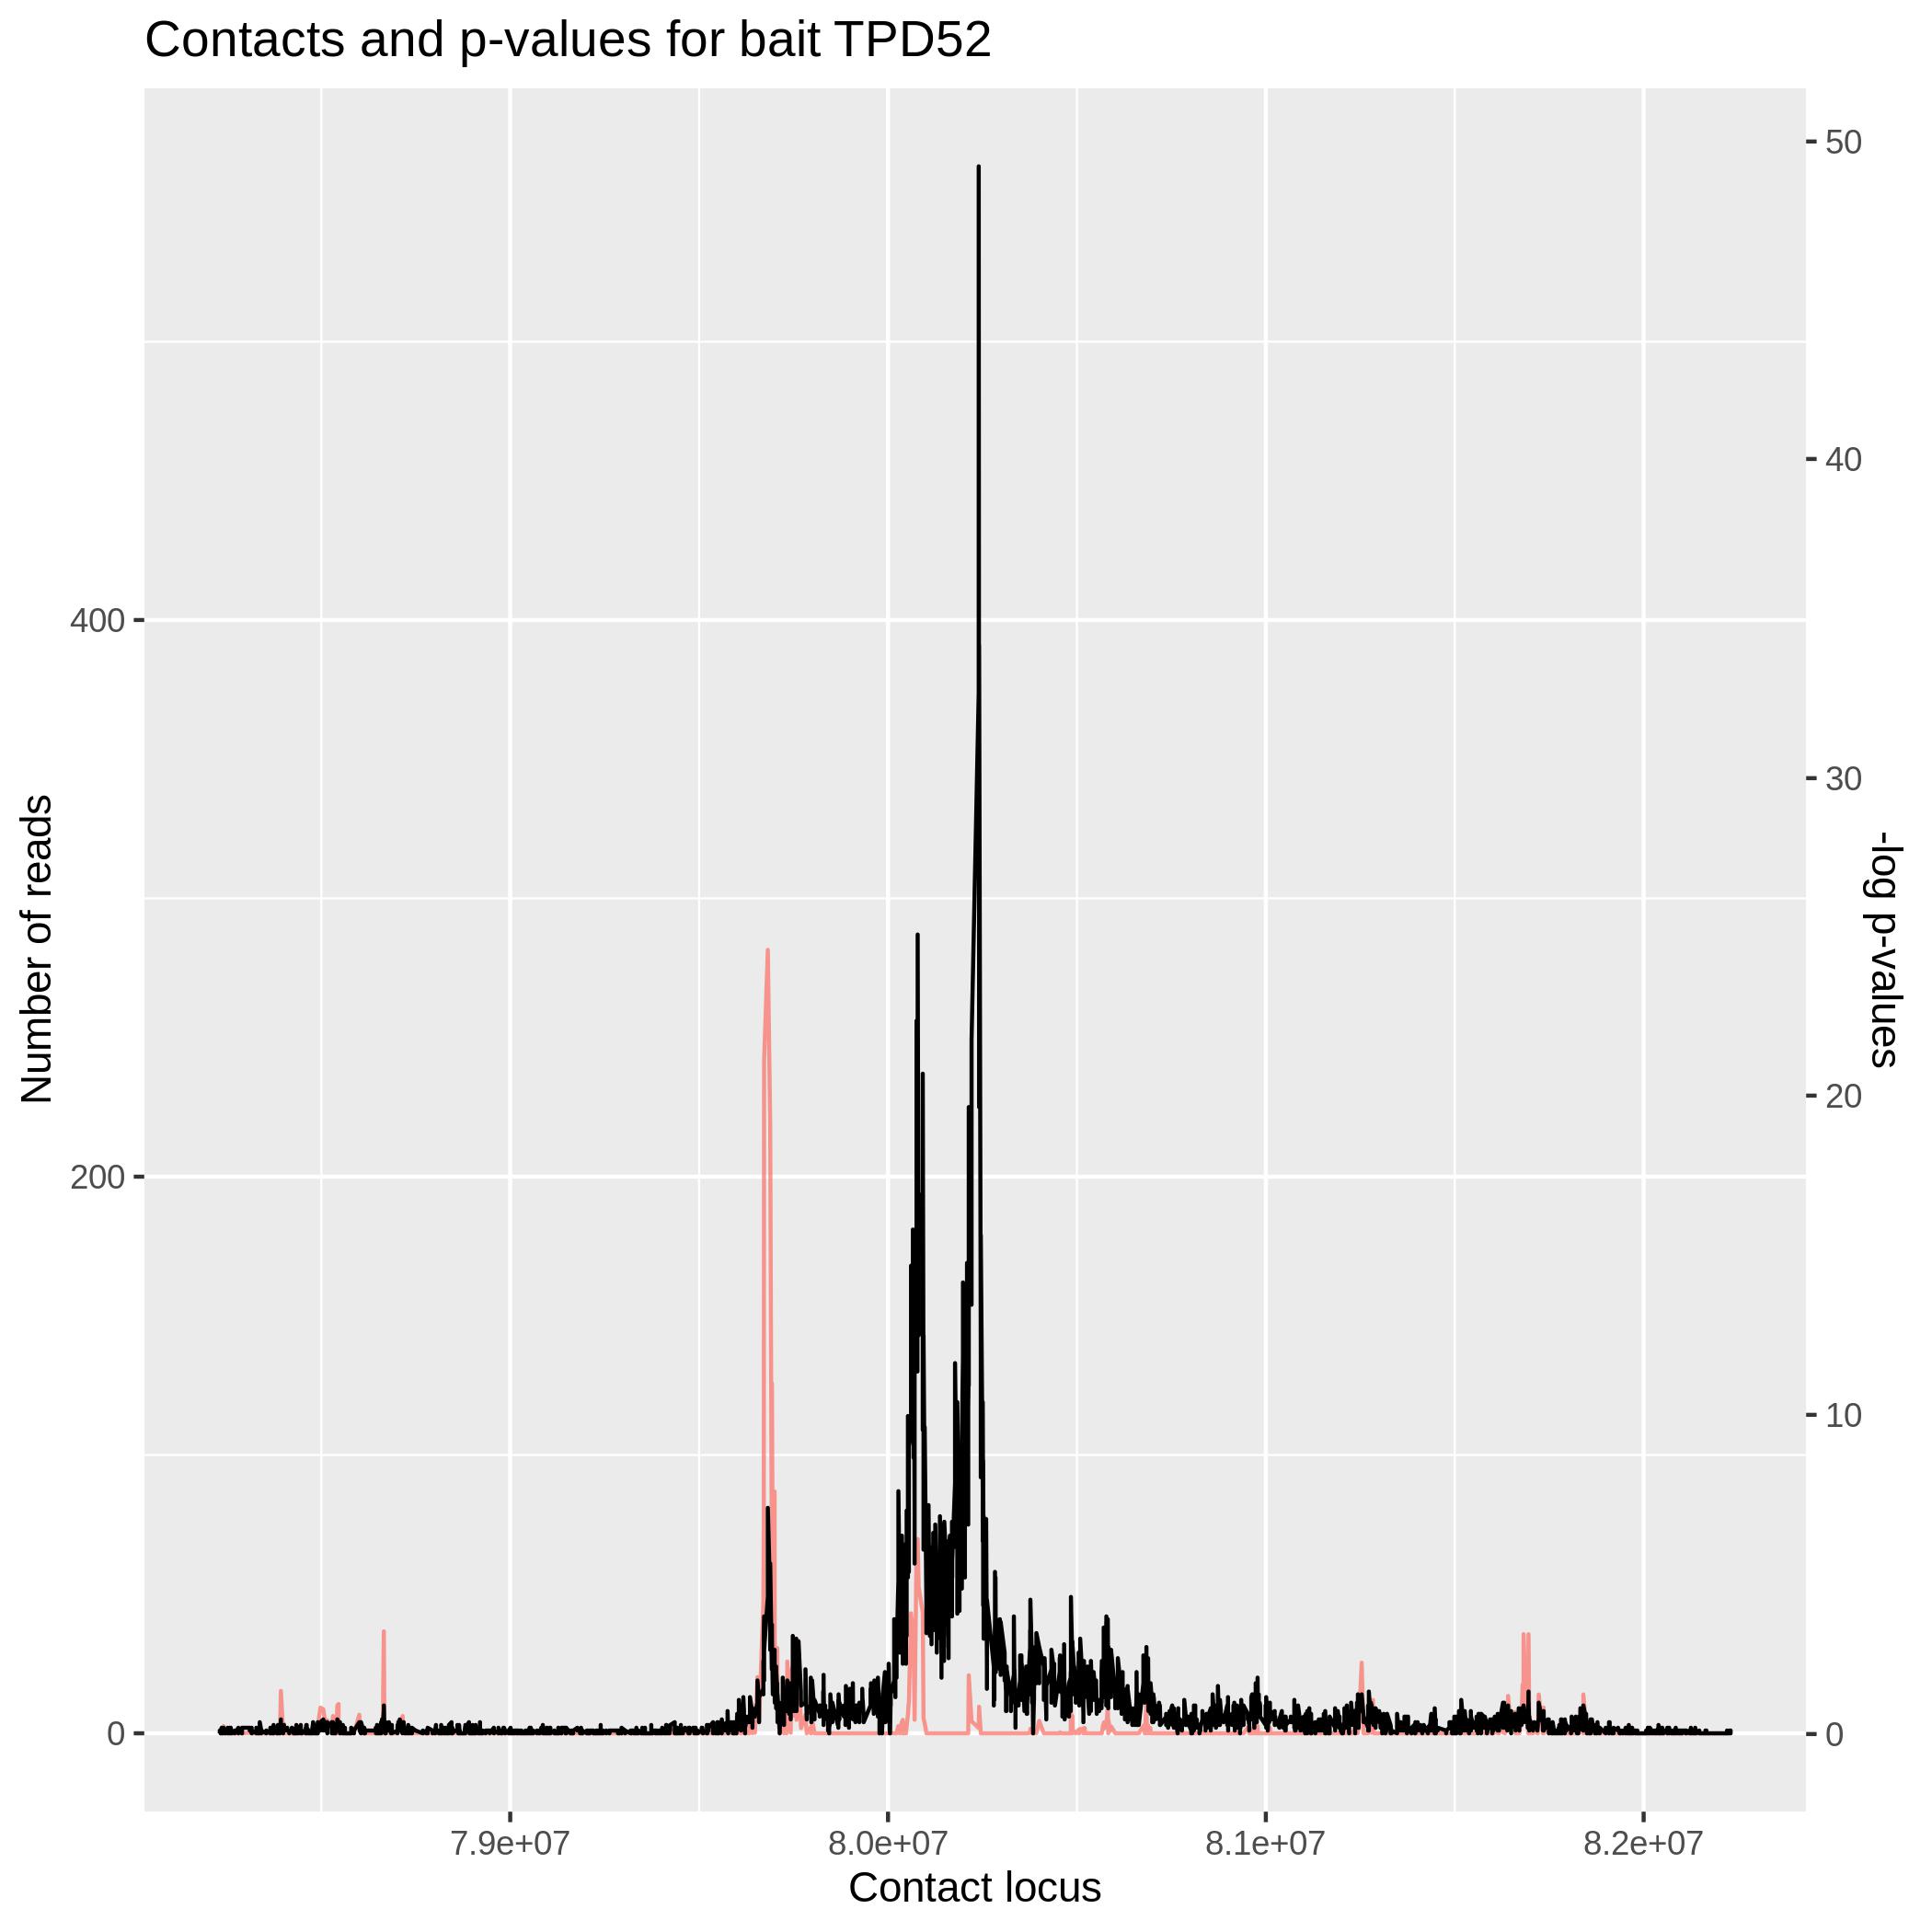 Contacts and p-values for bait TPD52
Number of reads
400
200
0
50
40
30
20
10
0
-log p-values
7.9e+07
8.0e+07
8.1e+07
8.2e+07
Contact locus